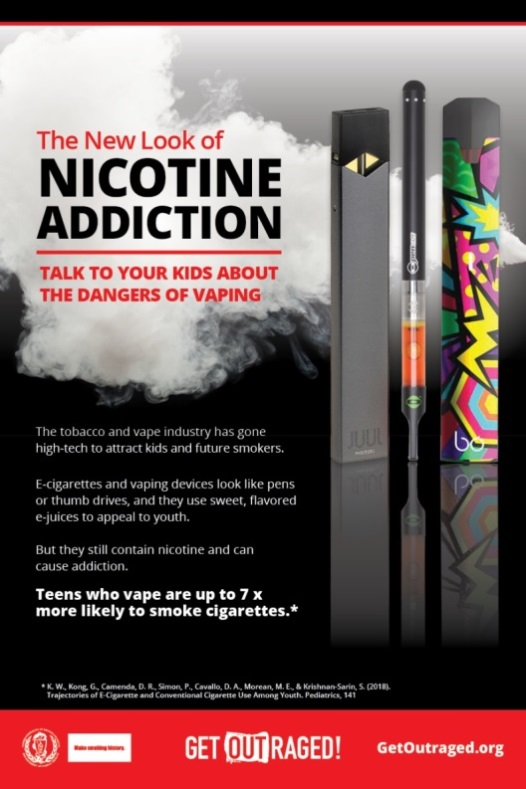 The New Look of
NICOTINE
ADDICTION
TALK TO YOUR KIDS ABOUT
THE DANGERS OF VAPING
JUUL
bo
The tobacco and vape industry has gone
high-tech to attract kids and future smokers.
E-cigarettes and vaping devices look like pens
or thumb drives, and they use sweet, flavored
e-juices to appeal to youth.
But they still contain nicotine and can
cause addiction.
Teens who vape are up to 7 x
more likely to smoke cigarettes.*
* K. W., Kong, G., Camenda, D. R., Simon, P., Cavallo, D. A., Morean, M. E., & Krishnan-Sarin, S. (2018).
Trajectories of E-Cigarette and Conventional Cigarette Use Among Youth. Pediatrics, 141
Make smoking history.
GET OUTRAGED!
GetOutraged.org